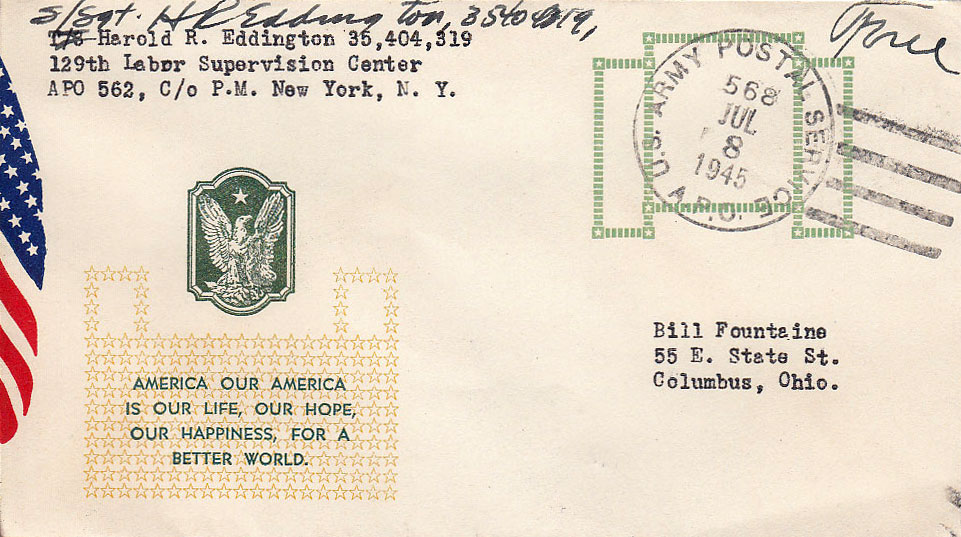 S/Sgt. H R Eddington, 35404319,
T/3 Harold R. Eddington 35,404,319
129th Labor Supervision Center
APO 562, C/o P.M. New York, N. Y.
Free
U.S. ARMY POSTAL SERVICE
A.P.O.
568
JUL
8
1945
Bill Fountaine
55 E. State St.
Columbus, Ohio.
AMERICA OUR AMERICA
IS OUR LIFE, OUR HOPE,
OUR HAPPINESS, FOR A
BETTER WORLD.